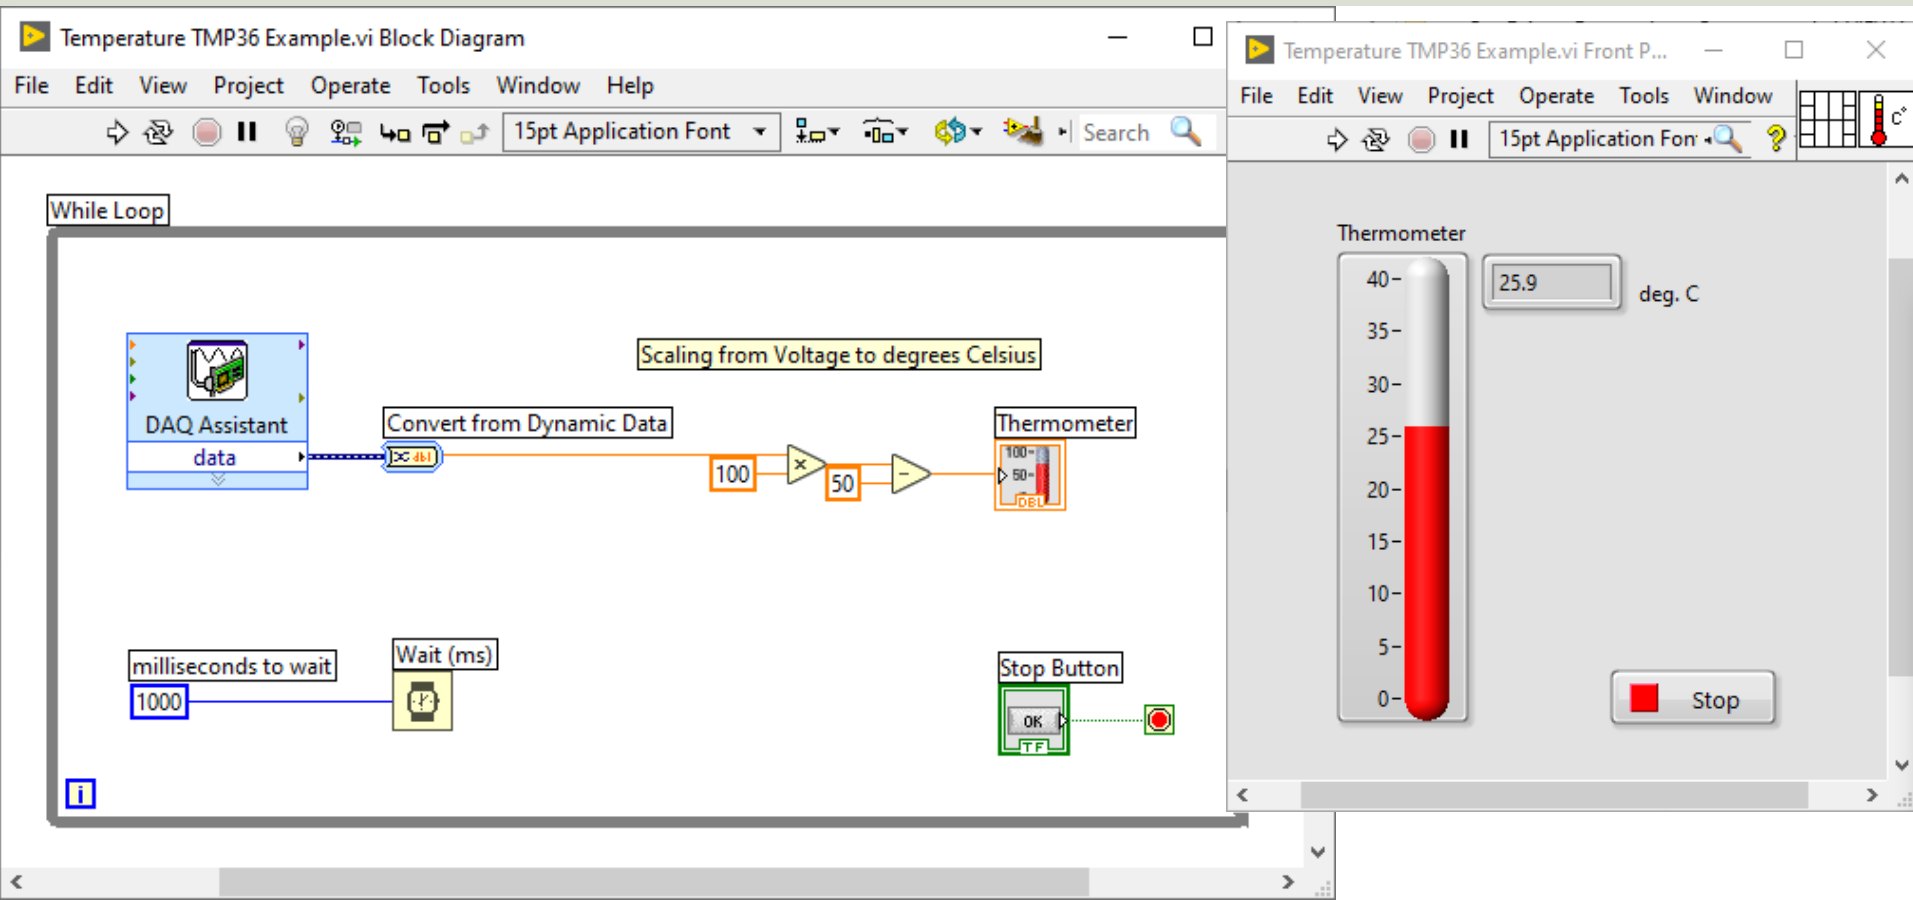 Temperature TMP36 Example.vi Block Diagram
File Edit View Project Operate Tools Window Help
15pt Application Font
Search
While Loop
DAQ Assistant
data
Convert from Dynamic Data
dbl
Scaling from Voltage to degrees Celsius
100
×
50
-
Thermometer
100
50
DBL
milliseconds to wait
1000
Wait (ms)
Stop Button
OK
TF
i
Temperature TMP36 Example.vi Front P...
File Edit View Project Operate Tools Window
15pt Application Fon
?
C°
Thermometer
40
35
30
25
20
15
10
5
0
25.9
deg. C
Stop